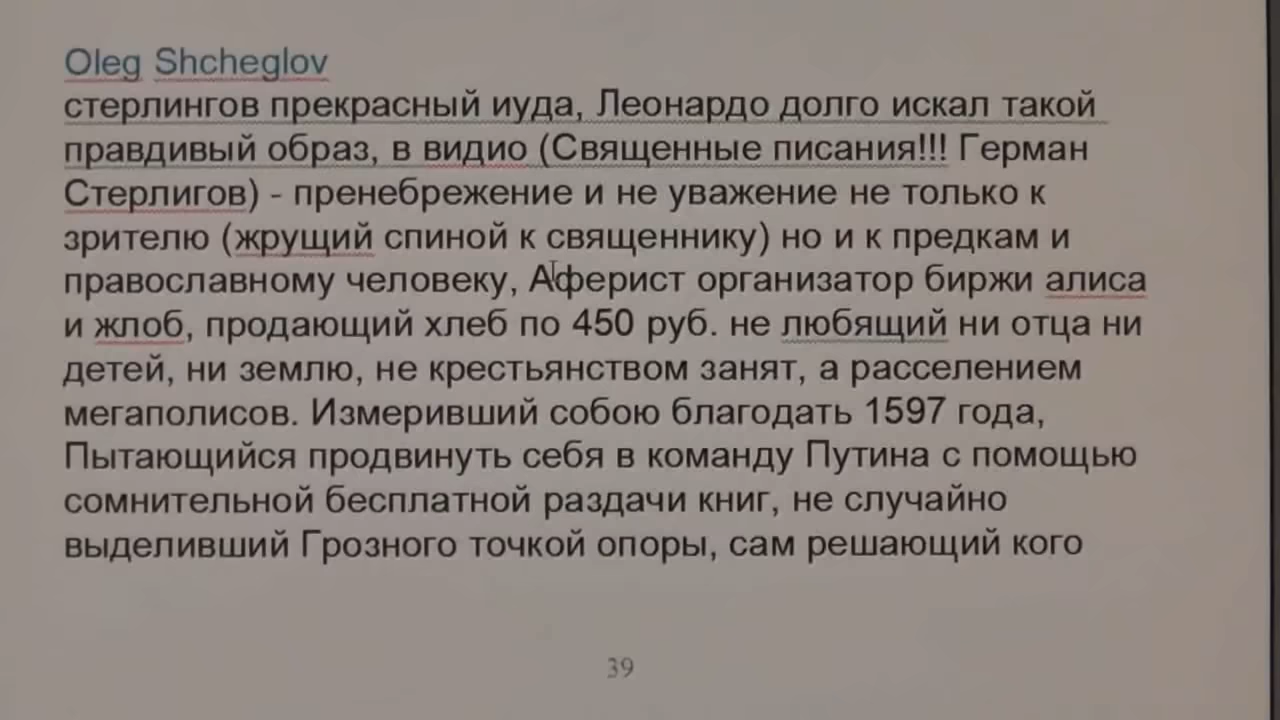 Oleg Shcheglov
стерлингов прекрасный иуда, Леонардо долго искал такой
правдивый образ, в видио (Священные писания!!! Герман
Стерлигов) - пренебрежение и не уважение не только к
зрителю (жрущий спиной к священнику) но и к предкам и
православному человеку, Аферист организатор биржи алиса
и жлоб, продающий хлеб по 450 руб. не любящий ни отца ни
детей, ни землю, не крестьянством занят, а расселением
мегаполисов. Измеривший собою благодать 1597 года,
Пытающийся продвинуть себя в команду Путина с помощью
сомнительной бесплатной раздачи книг, не случайно
выделивший Грозного точкой опоры, сам решающий кого
39